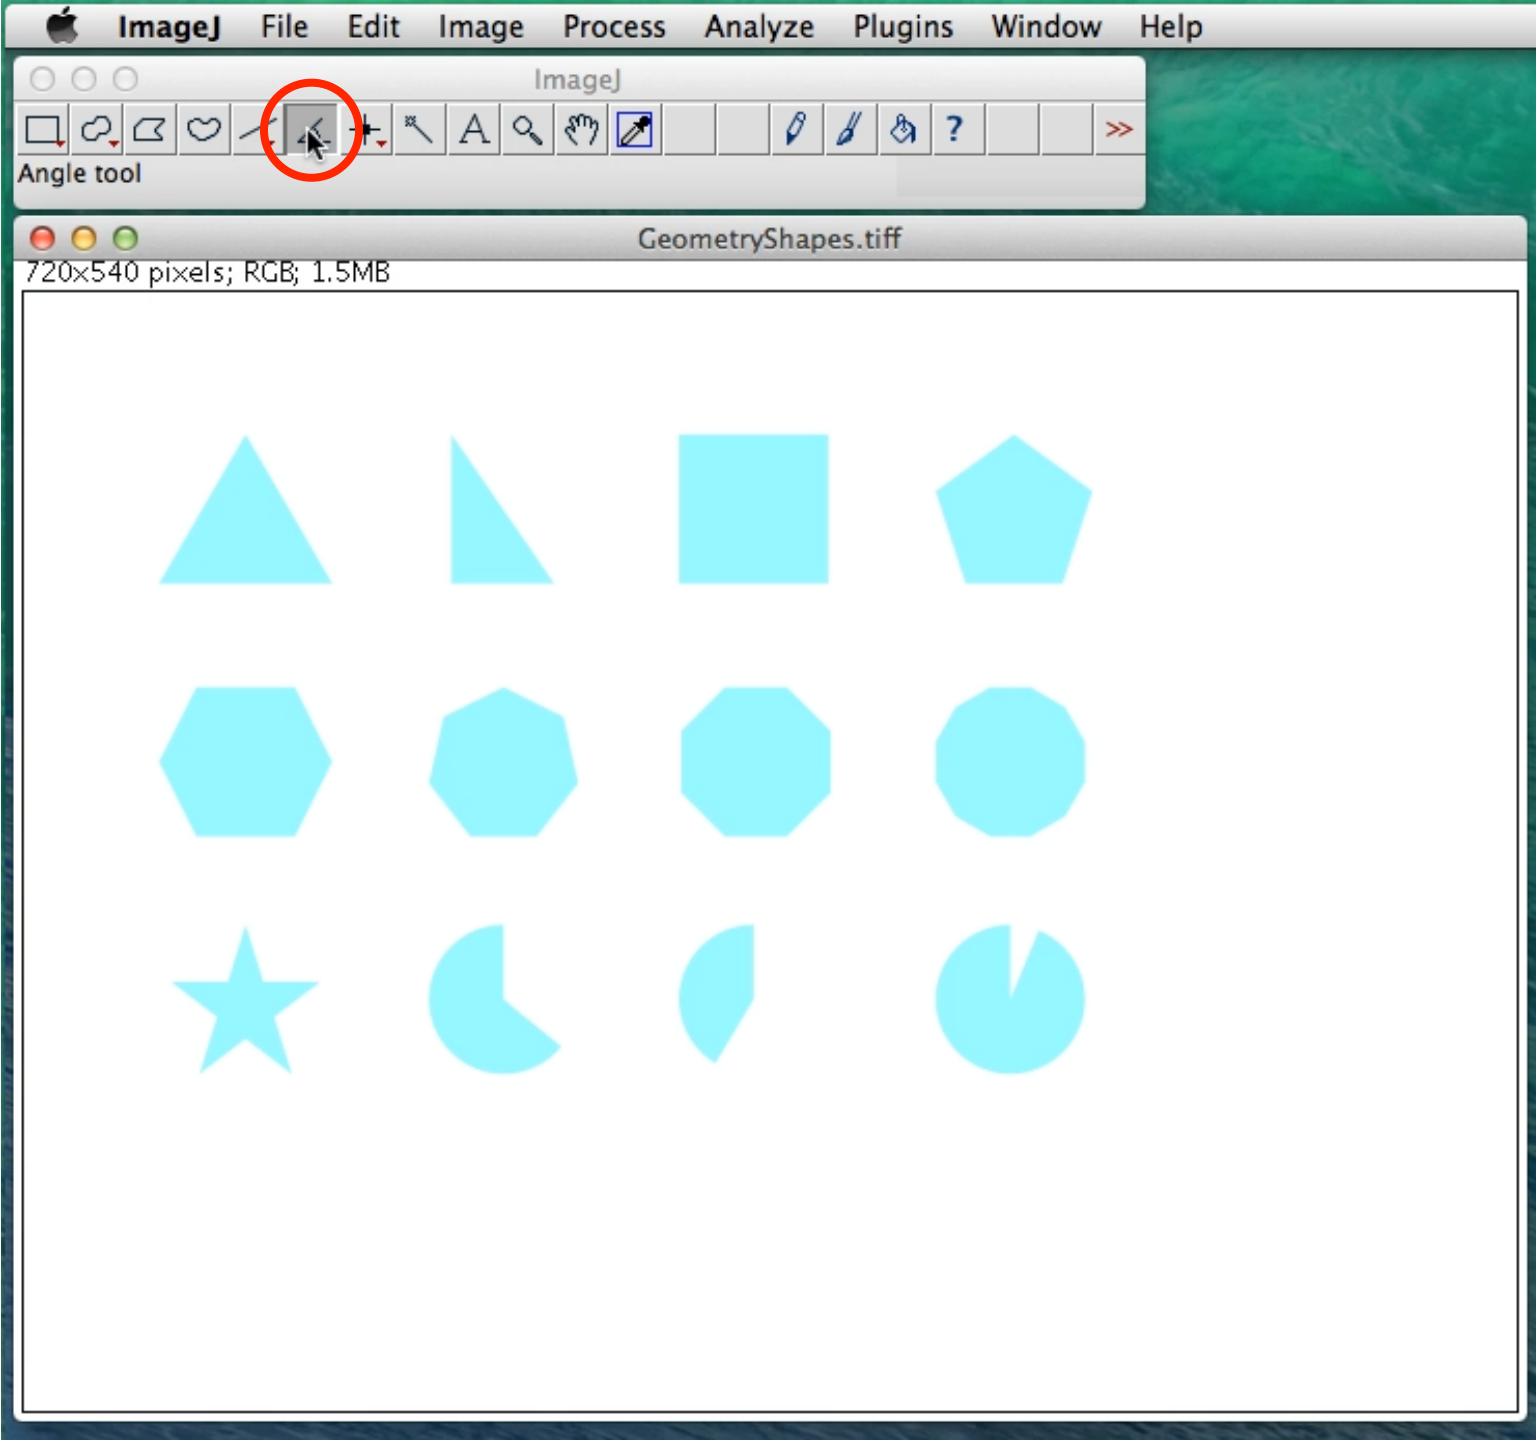 ImageJ File Edit Image Process Analyze Plugins Window Help
ImageJ
A ?
>>
Angle tool
GeometryShapes.tiff
720x540 pixels; RGB; 1.5MB